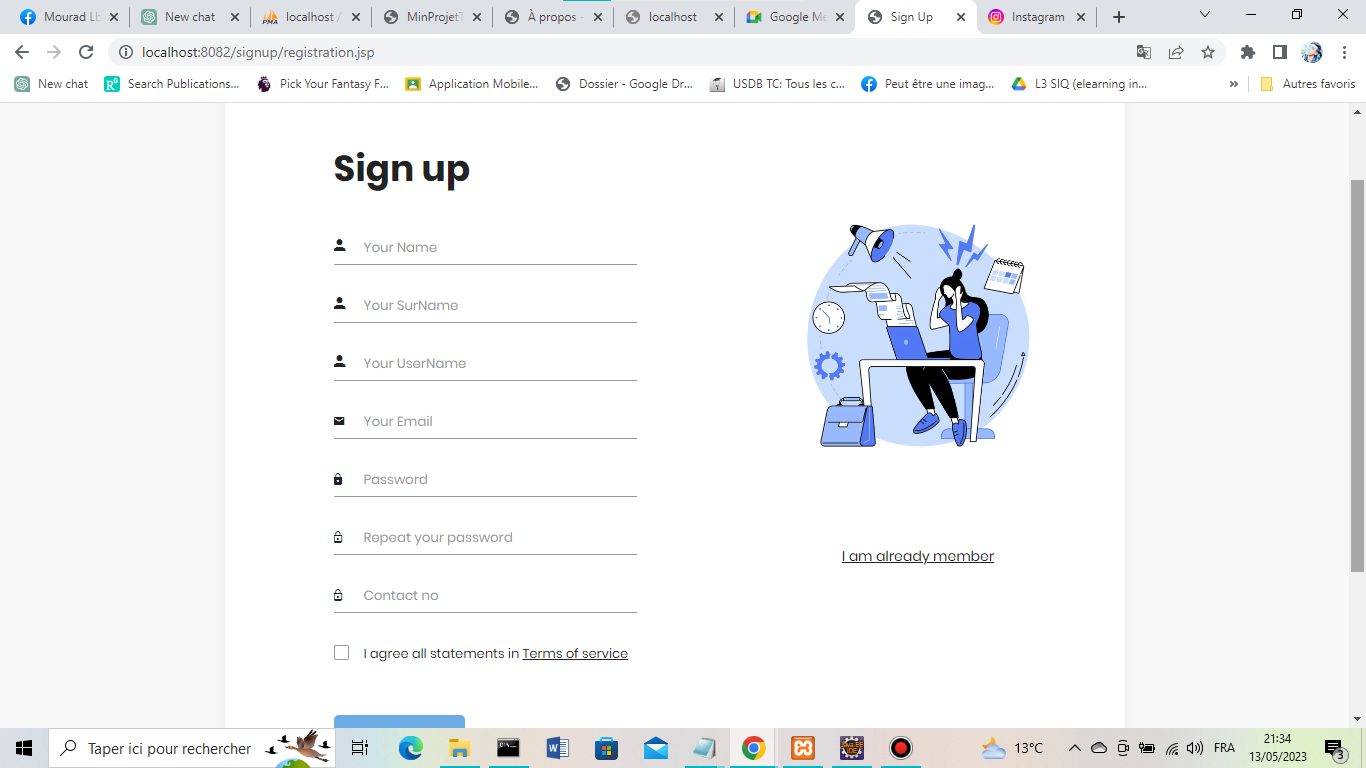 Mourad Lb
New chat
localhost /
MinProjetT
À propos -
localhost
Google Me
Sign Up
Instagram
localhost:8082/signup/registration.jsp
New chat
Search Publications...
Pick Your Fantasy F...
Application Mobile...
Dossier - Google Dr...
USDB TC: Tous les c...
Peut être une imag...
L3 SIQ (elearning in...
»
Autres favoris
Sign up
Your Name
Your SurName
Your UserName
Your Email
Password
Repeat your password
Contact no
I agree all statements in Terms of service
I am already member
Taper ici pour rechercher
13°C
FRA
21:34
13/05/2023
3